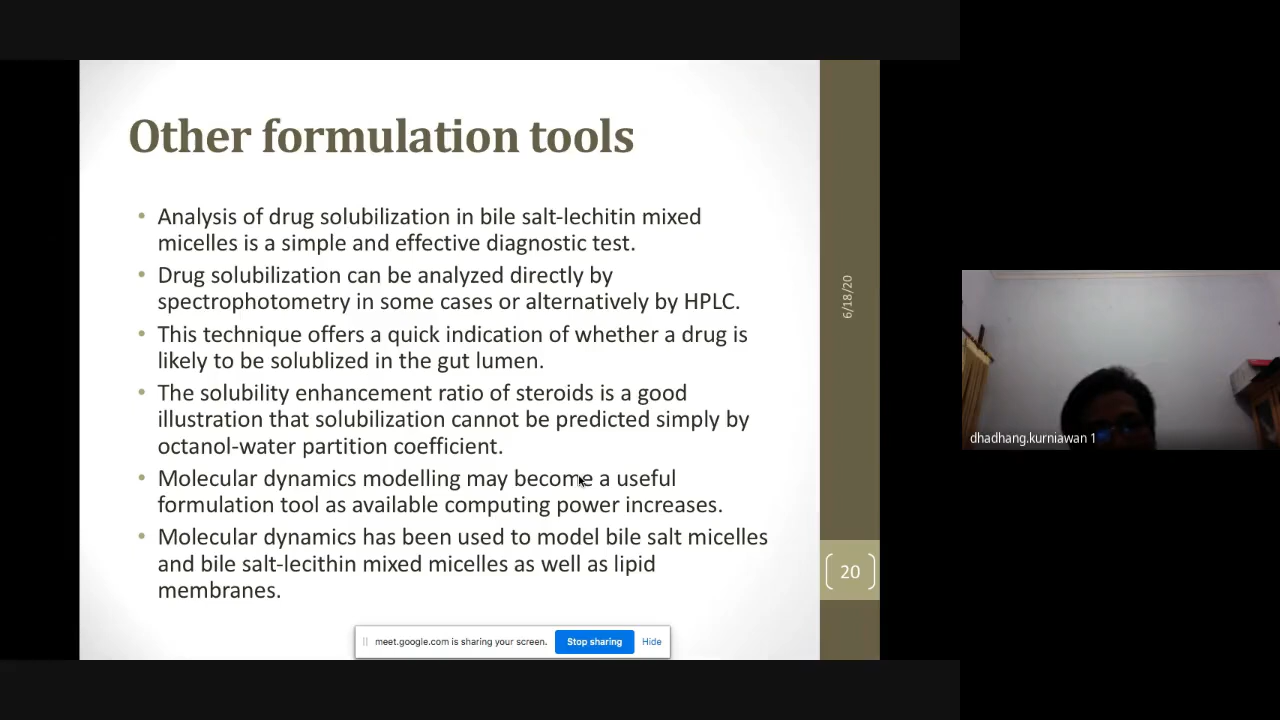 Other formulation tools
• Analysis of drug solubilization in bile salt-lechitin mixed
micelles is a simple and effective diagnostic test.
• Drug solubilization can be analyzed directly by
spectrophotometry in some cases or alternatively by HPLC.
• This technique offers a quick indication of whether a drug is
likely to be solublized in the gut lumen.
• The solubility enhancement ratio of steroids is a good
illustration that solubilization cannot be predicted simply by
octanol-water partition coefficient.
• Molecular dynamics modelling may become a useful
formulation tool as available computing power increases.
• Molecular dynamics has been used to model bile salt micelles
and bile salt-lecithin mixed micelles as well as lipid
membranes.
6/18/20
20
meet.google.com is sharing your screen. Stop sharing Hide
dhadhang.kurniawan 1